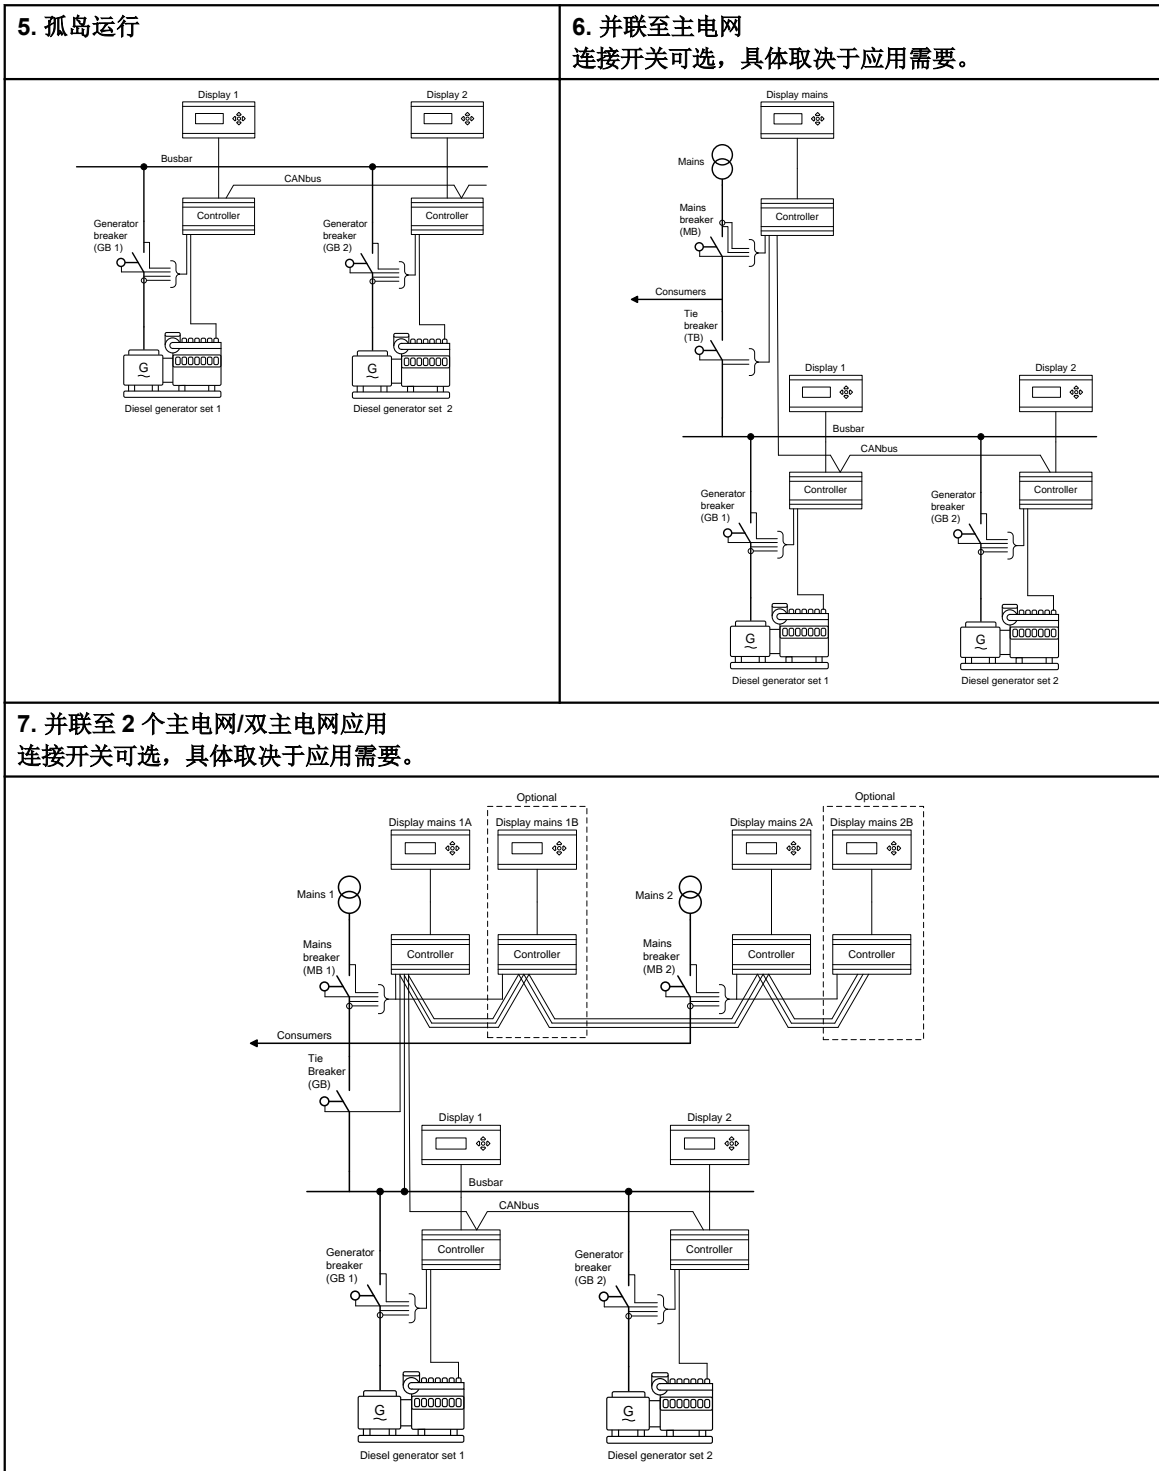 5. 孤岛运行
Display 1
Display 2
Busbar
CANbus
Controller
Controller
Generator
breaker
(GB 1)
Generator
breaker
(GB 2)
G
G
Diesel generator set 1
Diesel generator set 2
6. 并联至主电网
连接开关可选，具体取决于应用需要。
Display mains
Mains
Mains
breaker
(MB)
Controller
Consumers
Tie
breaker
(TB)
Display 1
Display 2
Busbar
CANbus
Controller
Controller
Generator
breaker
(GB 1)
Generator
breaker
(GB 2)
G
G
Diesel generator set 1
Diesel generator set 2
7. 并联至 2 个主电网/双主电网应用
连接开关可选，具体取决于应用需要。
Optional
Optional
Display mains 1A
Display mains 1B
Display mains 2A
Display mains 2B
Mains 1
Mains 2
Mains
breaker
(MB 1)
Controller
Controller
Mains
breaker
(MB 2)
Controller
Controller
Consumers
Tie
Breaker
(GB)
Display 1
Display 2
Busbar
CANbus
Controller
Controller
Generator
breaker
(GB 1)
Generator
breaker
(GB 2)
G
G
Diesel generator set 1
Diesel generator set 2